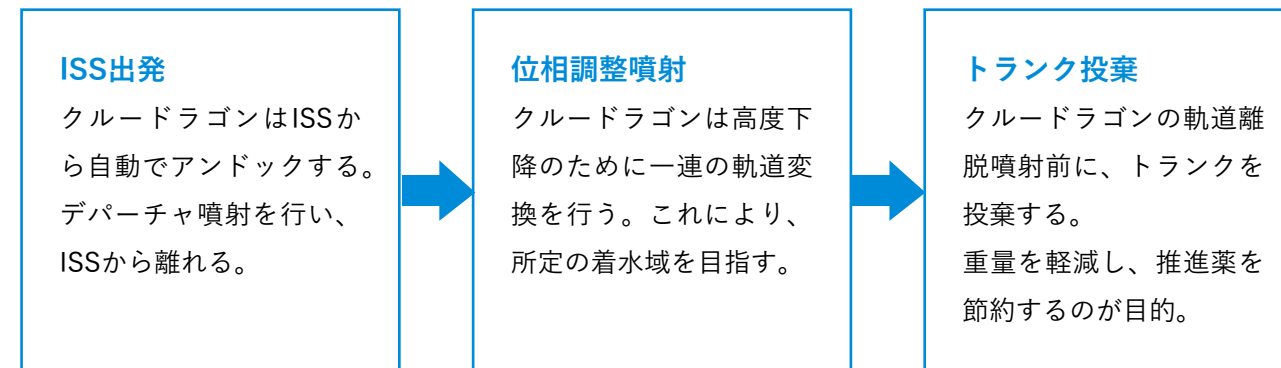 ISS出発
クルードラゴンはISSか
ら自動でアンドックする。
デパーチャ噴射を行い、
ISSから離れる。
位相調整噴射
クルードラゴンは高度下
降のために一連の軌道変
換を行う。これにより、
所定の着水域を目指す。
トランク投棄
クルードラゴンの軌道離
脱噴射前に、トランクを
投棄する。
重量を軽減し、推進薬を
節約するのが目的。